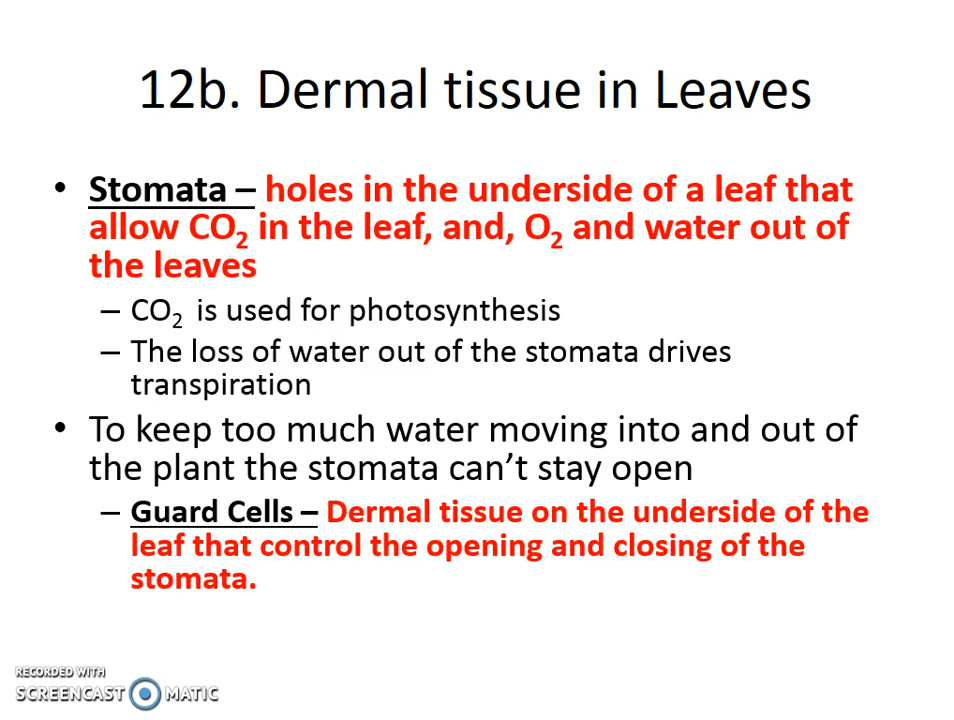 12b. Dermal tissue in Leaves
• Stomata – holes in the underside of a leaf that
allow CO₂ in the leaf, and, O₂ and water out of
the leaves
– CO₂ is used for photosynthesis
– The loss of water out of the stomata drives
transpiration
• To keep too much water moving into and out of
the plant the stomata can’t stay open
– Guard Cells – Dermal tissue on the underside of the
leaf that control the opening and closing of the
stomata.
RECORDED WITH
SCREENCAST MATIC